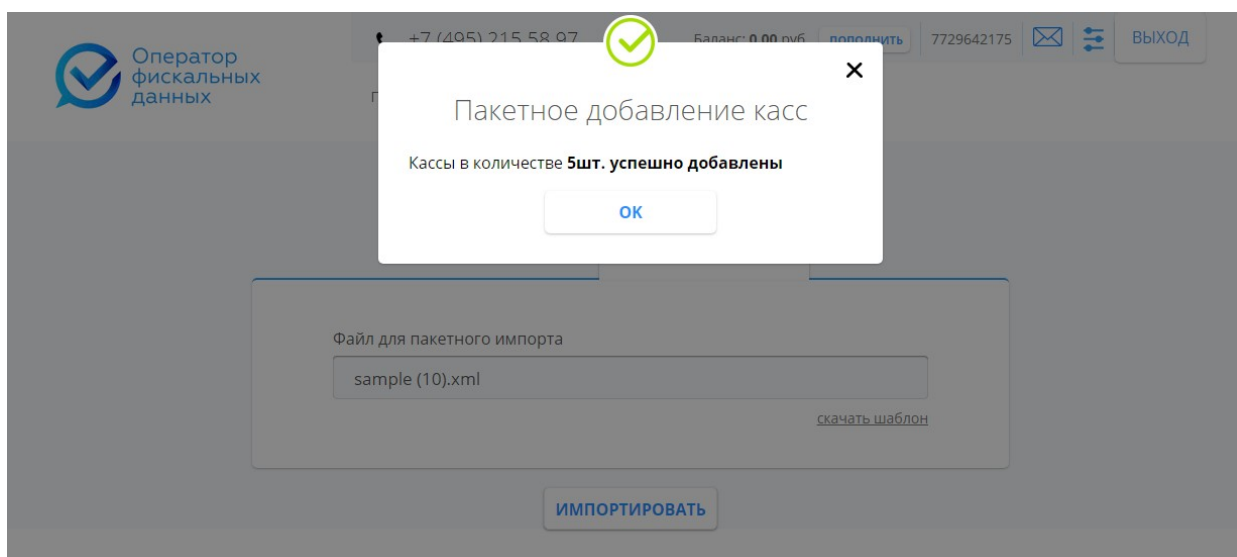 +7 (495) 215 58 97
Баланс: 0.00 руб
пополнить
7729642175
ВЫХОД
Оператор
фискальных
данных
Пакетное добавление касс
Кассы в количестве 5шт. успешно добавлены
ОК
Файл для пакетного импорта
sample (10).xml
скачать шаблон
ИМПОРТИРОВАТЬ